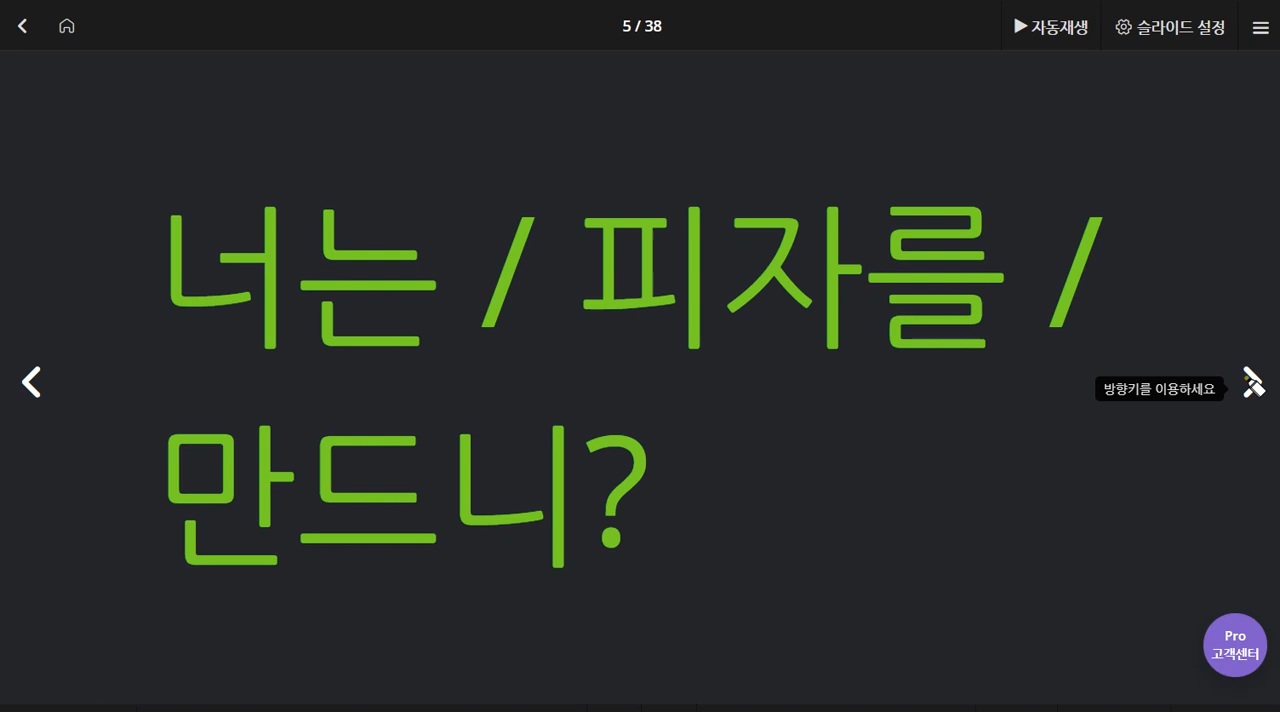 5 / 38
▶ 자동재생
슬라이드 설정
너는 / 피자를 /
만드니?
방향키를 이용하세요
Pro
고객센터